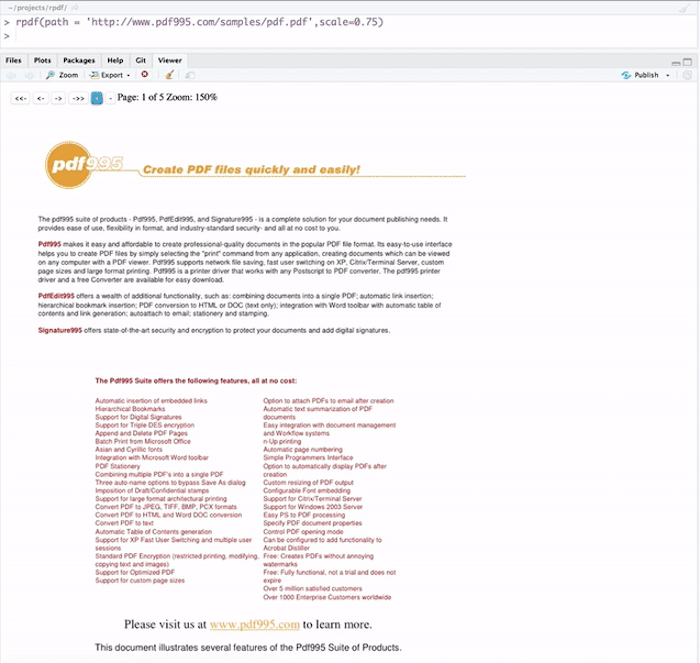 ~/projects/rpdf/
> rpdf(path = 'http://www.pdf995.com/samples/pdf.pdf',scale=0.75)
>
Files Plots Packages Help Git Viewer
Zoom Export Publish
<<- <- -> ->> + - Page: 1 of 5 Zoom: 150%
pdf995 Create PDF files quickly and easily!
The pdf995 suite of products - Pdf995, PdfEdit995, and Signature995 - is a complete solution for your document publishing needs. It
provides ease of use, flexibility in format, and industry-standard security- and all at no cost to you.
Pdf995 makes it easy and affordable to create professional-quality documents in the popular PDF file format. Its easy-to-use interface
helps you to create PDF files by simply selecting the "print" command from any application, creating documents which can be viewed
on any computer with a PDF viewer. Pdf995 supports network file saving, fast user switching on XP, Citrix/Terminal Server, custom
page sizes and large format printing. Pdf995 is a printer driver that works with any Postscript to PDF converter. The pdf995 printer
driver and a free Converter are available for easy download.
PdfEdit995 offers a wealth of additional functionality, such as: combining documents into a single PDF; automatic link insertion;
hierarchical bookmark insertion; PDF conversion to HTML or DOC (text only); integration with Word toolbar with automatic table of
contents and link generation; autoattach to email; stationery and stamping.
Signature995 offers state-of-the-art security and encryption to protect your documents and add digital signatures.
The Pdf995 Suite offers the following features, all at no cost:
Automatic insertion of embedded links
Hierarchical Bookmarks
Support for Digital Signatures
Support for Triple DES encryption
Append and Delete PDF Pages
Batch Print from Microsoft Office
Asian and Cyrillic fonts
Integration with Microsoft Word toolbar
PDF Stationery
Combining multiple PDF's into a single PDF
Three auto-name options to bypass Save As dialog
Imposition of Draft/Confidential stamps
Support for large format architectural printing
Convert PDF to JPEG, TIFF, BMP, PCX formats
Convert PDF to HTML and Word DOC conversion
Convert PDF to text
Automatic Table of Contents generation
Support for XP Fast User Switching and multiple user
sessions
Standard PDF Encryption (restricted printing, modifying,
copying text and images)
Support for Optimized PDF
Support for custom page sizes
Option to attach PDFs to email after creation
Automatic text summarization of PDF
documents
Easy integration with document management
and Workflow systems
n-Up printing
Automatic page numbering
Simple Programmers Interface
Option to automatically display PDFs after
creation
Custom resizing of PDF output
Configurable Font embedding
Support for Citrix/Terminal Server
Support for Windows 2003 Server
Easy PS to PDF processing
Specify PDF document properties
Control PDF opening mode
Can be configured to add functionality to
Acrobat Distiller
Free: Creates PDFs without annoying
watermarks
Free: Fully functional, not a trial and does not
expire
Over 5 million satisfied customers
Over 1000 Enterprise Customers worldwide
Please visit us at www.pdf995.com to learn more.
This document illustrates several features of the Pdf995 Suite of Products.